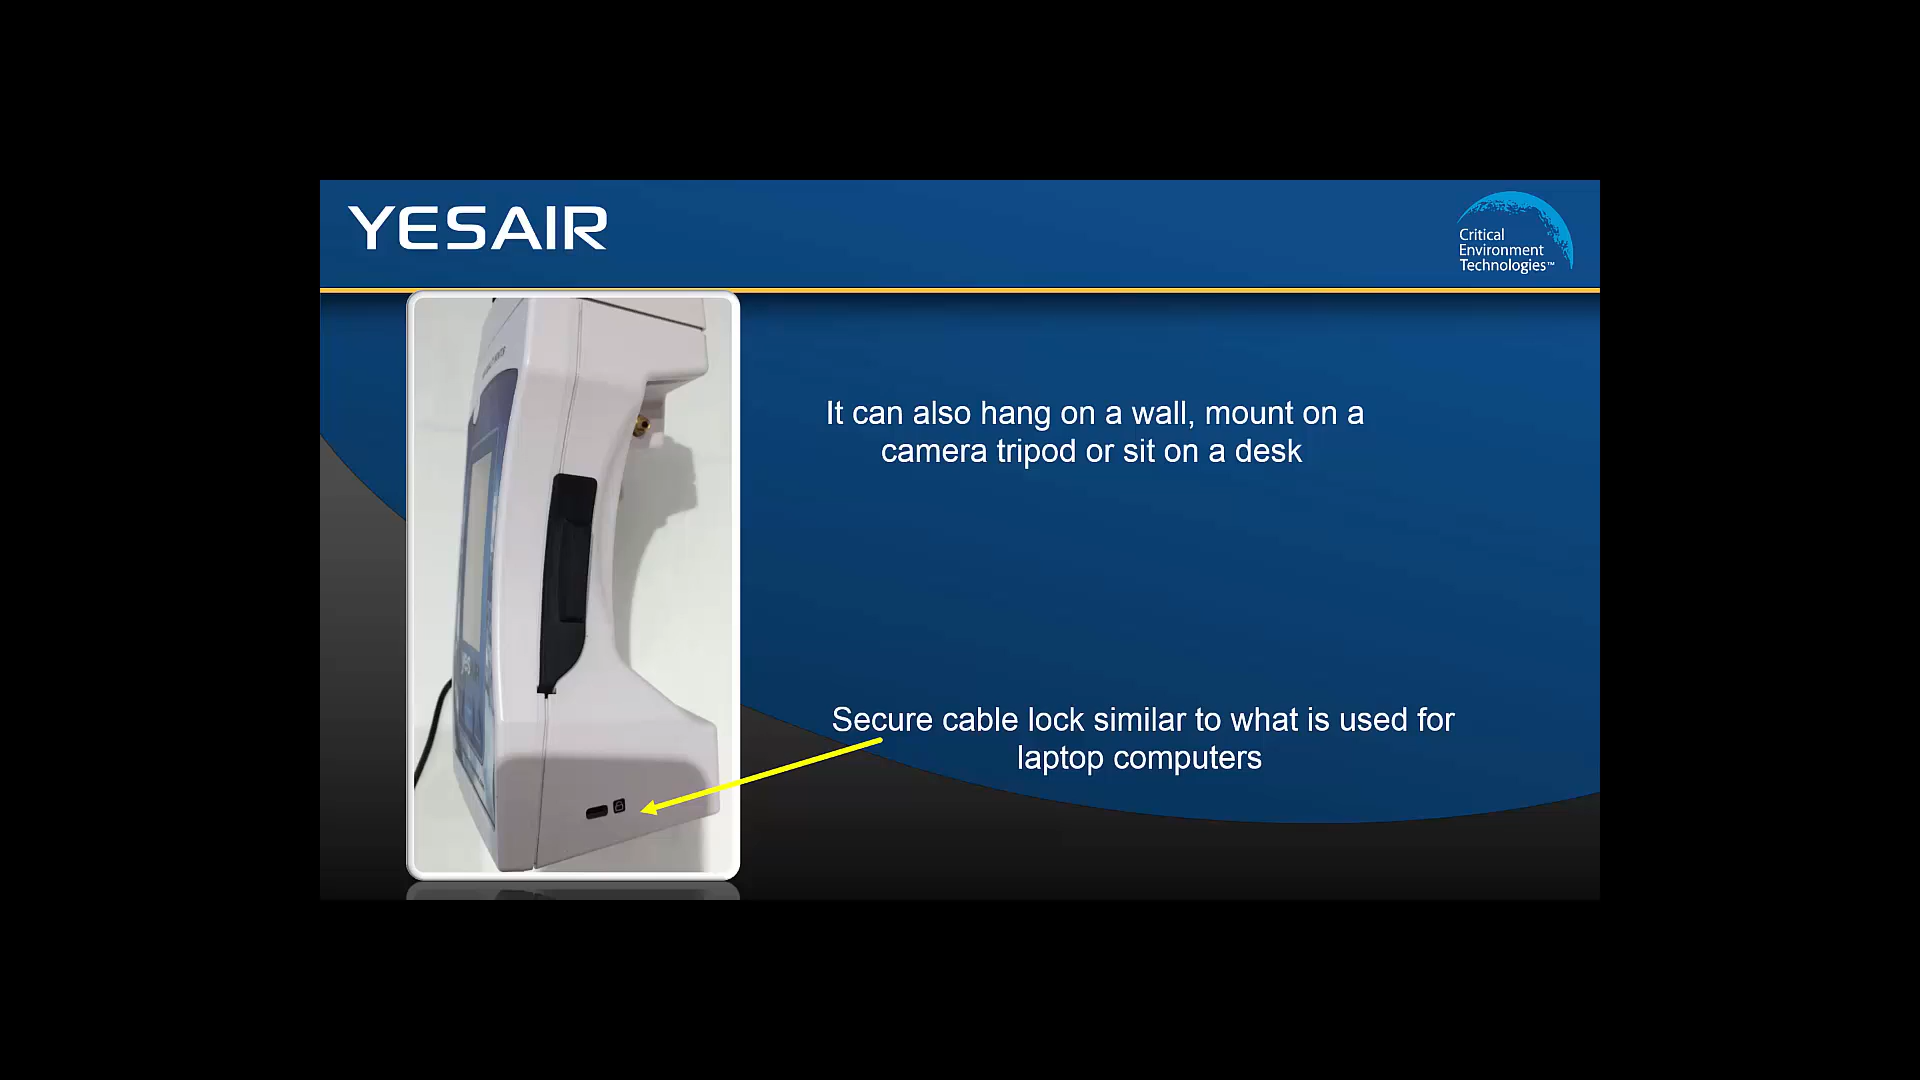 YESAIR
Critical
Environment
Technologies™
It can also hang on a wall, mount on a
camera tripod or sit on a desk
Secure cable lock similar to what is used for
laptop computers